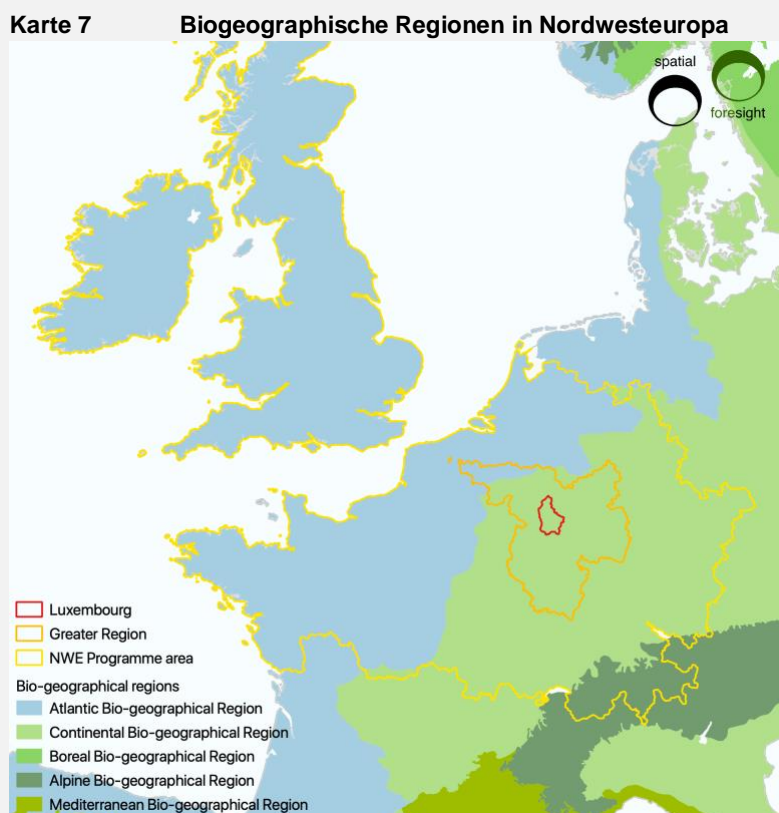 Karte 7 Biogeographische Regionen in Nordwesteuropa
spatial
foresight
Luxembourg
Greater Region
NWE Programme area
Bio-geographical regions
Atlantic Bio-geographical Region
Continental Bio-geographical Region
Boreal Bio-geographical Region
Alpine Bio-geographical Region
Mediterranean Bio-geographical Region